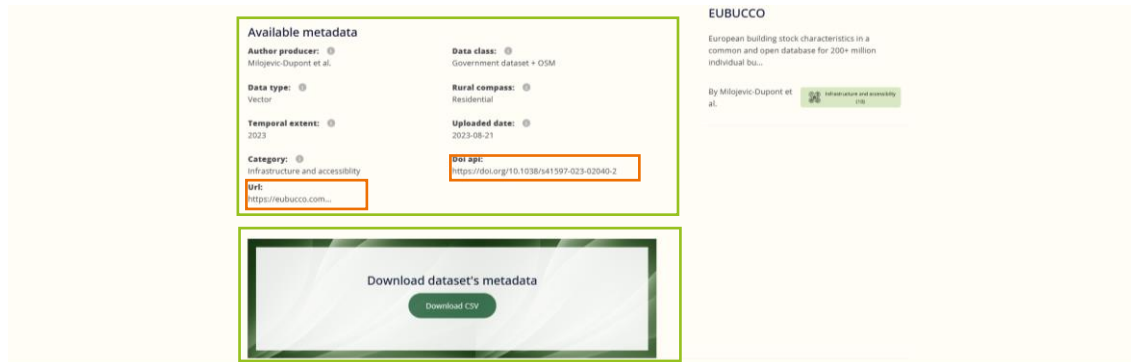 Available metadata
Author producer:
Milojevic-Dupont et al.
Data class:
Government dataset + OSM
Data type:
Vector
Rural compass:
Residential
Temporal extent:
2023
Uploaded date:
2023-08-21
Category:
Infrastructure and accessiblity
Doi api:
https://doi.org/10.1038/s41597-023-02040-2
Url:
https://eubucco.com...
Download dataset's metadata
Download CSV
EUBUCCO
European building stock characteristics in a
common and open database for 200+ million
individual bu...
By Milojevic-Dupont et
al.
Infrastructure and accessiblity
(10)